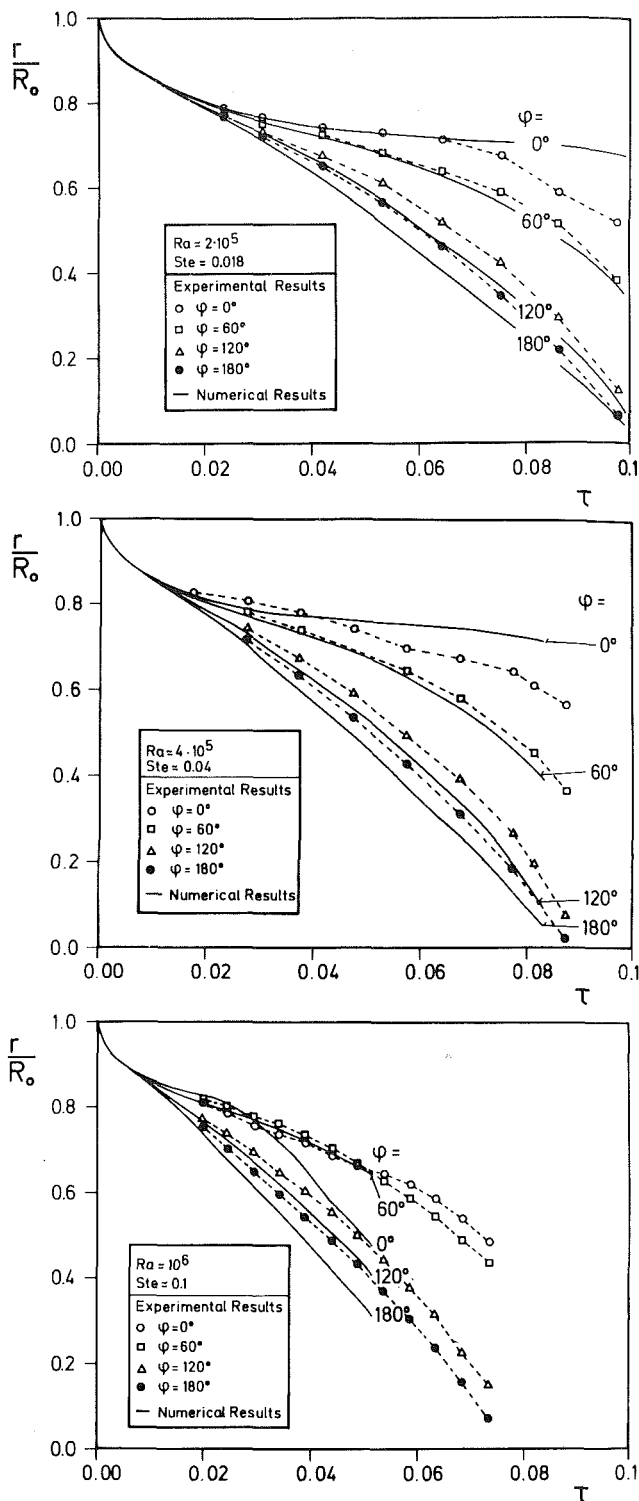 r
R₀
1.0
0.8
0.6
0.4
0.2
0.0
φ =
0°
60°
120°
180°
Ra = 2·10⁵
Ste = 0.018
Experimental Results
○ φ = 0°
□ φ = 60°
△ φ = 120°
φ = 180°
— Numerical Results
0.00 0.02 0.04 0.06 0.08 0.1
τ
r
R₀
1.0
0.8
0.6
0.4
0.2
0.0
φ =
0°
60°
120°
180°
Ra = 4·10⁵
Ste = 0.04
Experimental Results
○ φ = 0°
□ φ = 60°
△ φ = 120°
φ = 180°
— Numerical Results
0.00 0.02 0.04 0.06 0.08 0.1
τ
r
R₀
1.0
0.8
0.6
0.4
0.2
0.0
φ =
60°
0°
120°
180°
Ra = 10⁶
Ste = 0.1
Experimental Results
○ φ = 0°
□ φ = 60°
△ φ = 120°
φ = 180°
— Numerical Results
0.00 0.02 0.04 0.06 0.08 0.1
τ